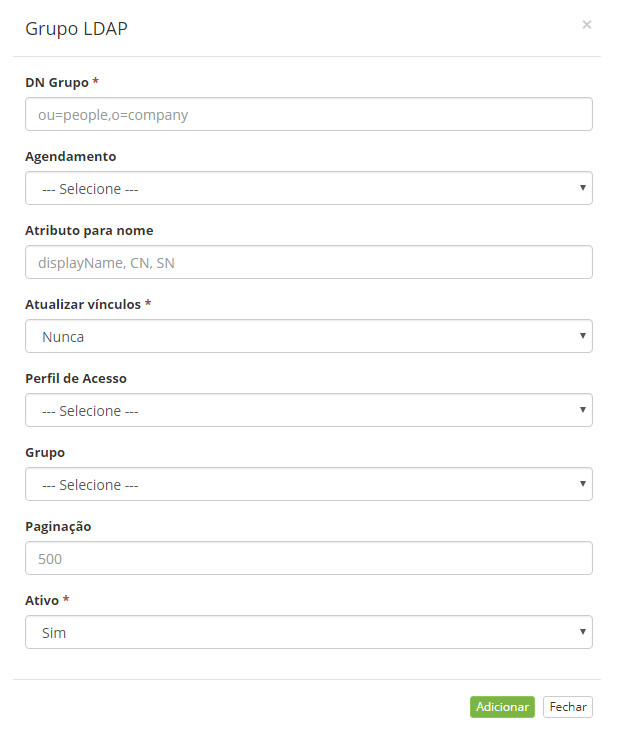 Grupo LDAP
×
DN Grupo *
ou=people,o=company
Agendamento
--- Selecione ---
Atributo para nome
displayName, CN, SN
Atualizar vínculos *
Nunca
Perfil de Acesso
--- Selecione ---
Grupo
--- Selecione ---
Paginação
500
Ativo *
Sim
Adicionar Fechar